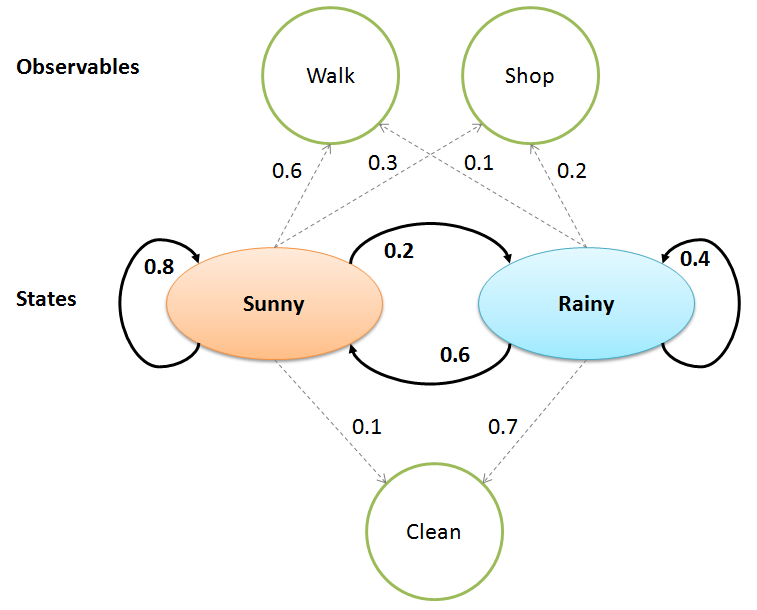 Observables
Walk
Shop
0.6
0.3
0.1
0.2
0.8
0.2
0.4
States
Sunny
Rainy
0.6
0.1
0.7
Clean